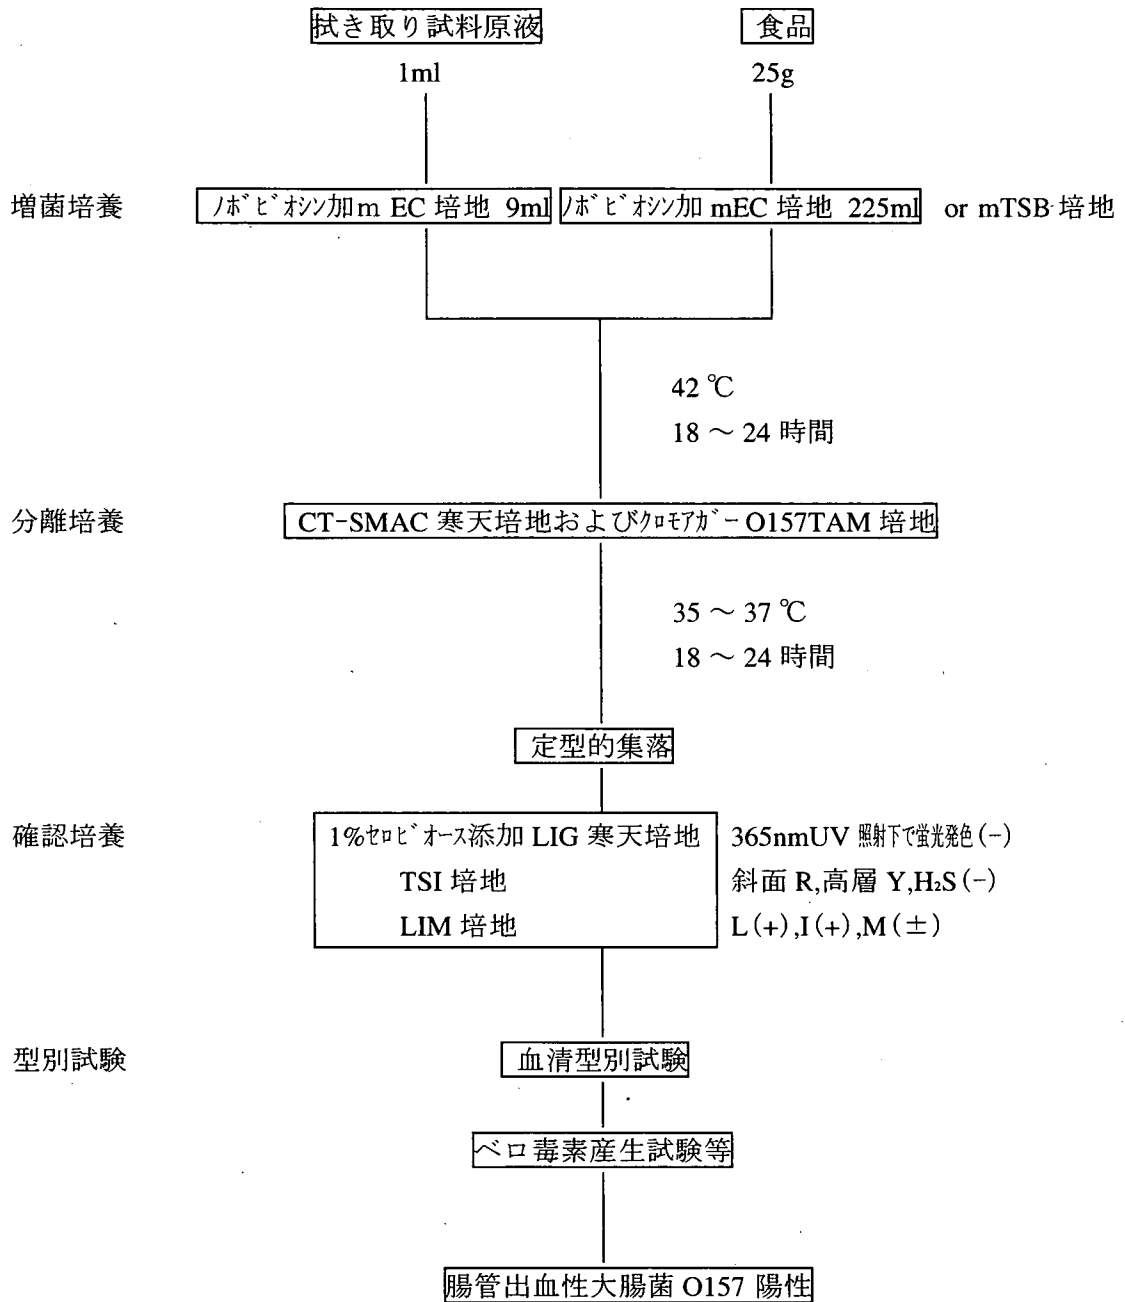 拭き取り試料原液 食品
1ml 25g
増菌培養 ﾉﾎﾞﾋﾞｵｼﾝ加m EC 培地 9ml ﾉﾎﾞﾋﾞｵｼﾝ加 mEC 培地 225ml or mTSB 培地
42 ℃
18 ～ 24 時間
分離培養 CT-SMAC 寒天培地およびｸﾛﾓｱｶﾞｰ O157TAM 培地
35 ～ 37 ℃
18 ～ 24 時間
定型的集落
確認培養 1%ｾﾛﾋﾞｵｰｽ添加 LIG 寒天培地 365nmUV 照射下で蛍光発色(-)
TSI 培地 斜面 R,高層 Y,H₂S(-)
LIM 培地 L(+),I(+),M(±)
型別試験 血清型別試験
ベロ毒素産生試験等
腸管出血性大腸菌 O157 陽性